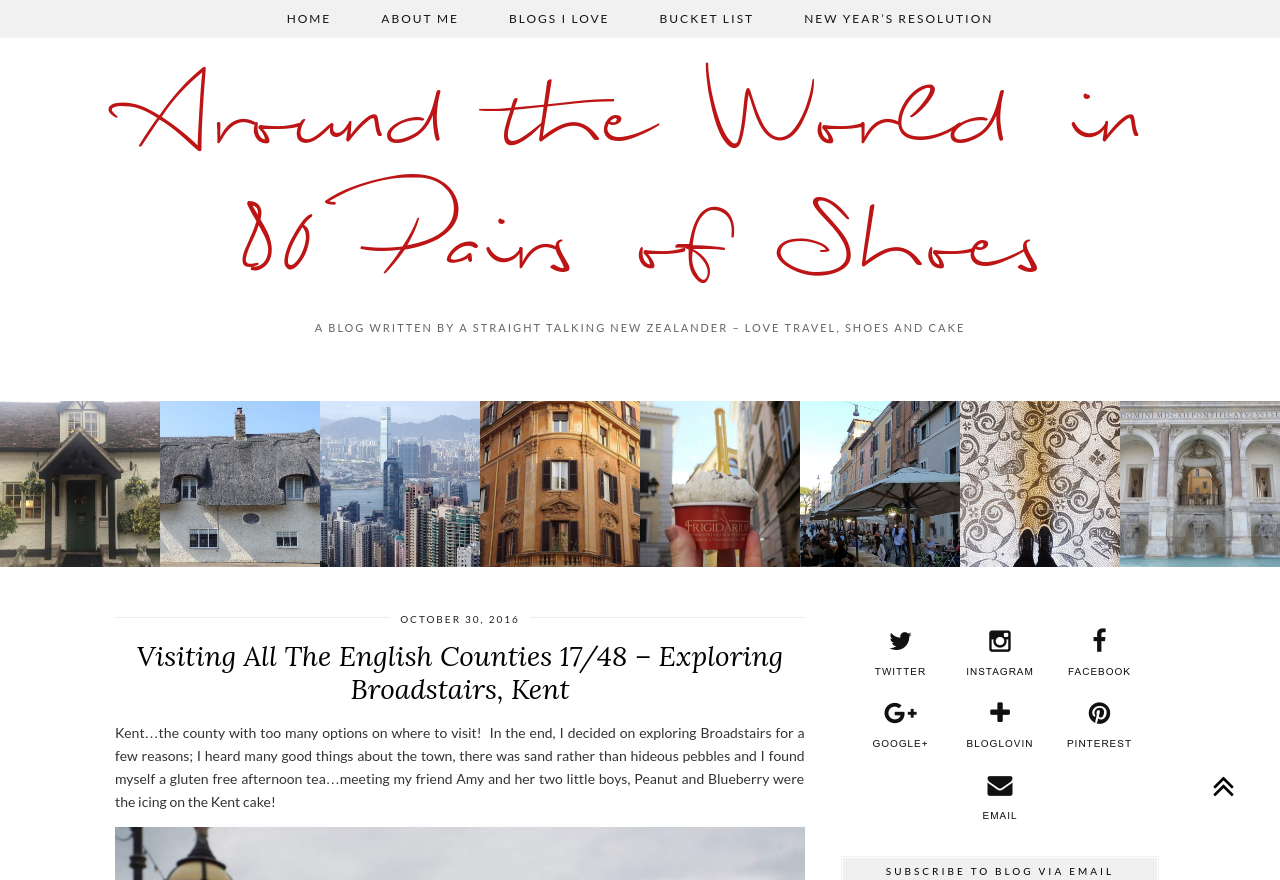 HOME ABOUT ME BLOGS I LOVE BUCKET LIST NEW YEAR'S RESOLUTION
Around the World in
80 Pairs of Shoes
A BLOG WRITTEN BY A STRAIGHT TALKING NEW ZEALANDER – LOVE TRAVEL, SHOES AND CAKE
FRIGIDARIUM
OCTOBER 30, 2016
Visiting All The English Counties 17/48 – Exploring
Broadstairs, Kent
Kent…the county with too many options on where to visit!  In the end, I decided on exploring Broadstairs for a
few reasons; I heard many good things about the town, there was sand rather than hideous pebbles and I found
myself a gluten free afternoon tea…meeting my friend Amy and her two little boys, Peanut and Blueberry were
the icing on the Kent cake!
TWITTER INSTAGRAM FACEBOOK
GOOGLE+ BLOGLOVIN PINTEREST
EMAIL
SUBSCRIBE TO BLOG VIA EMAIL